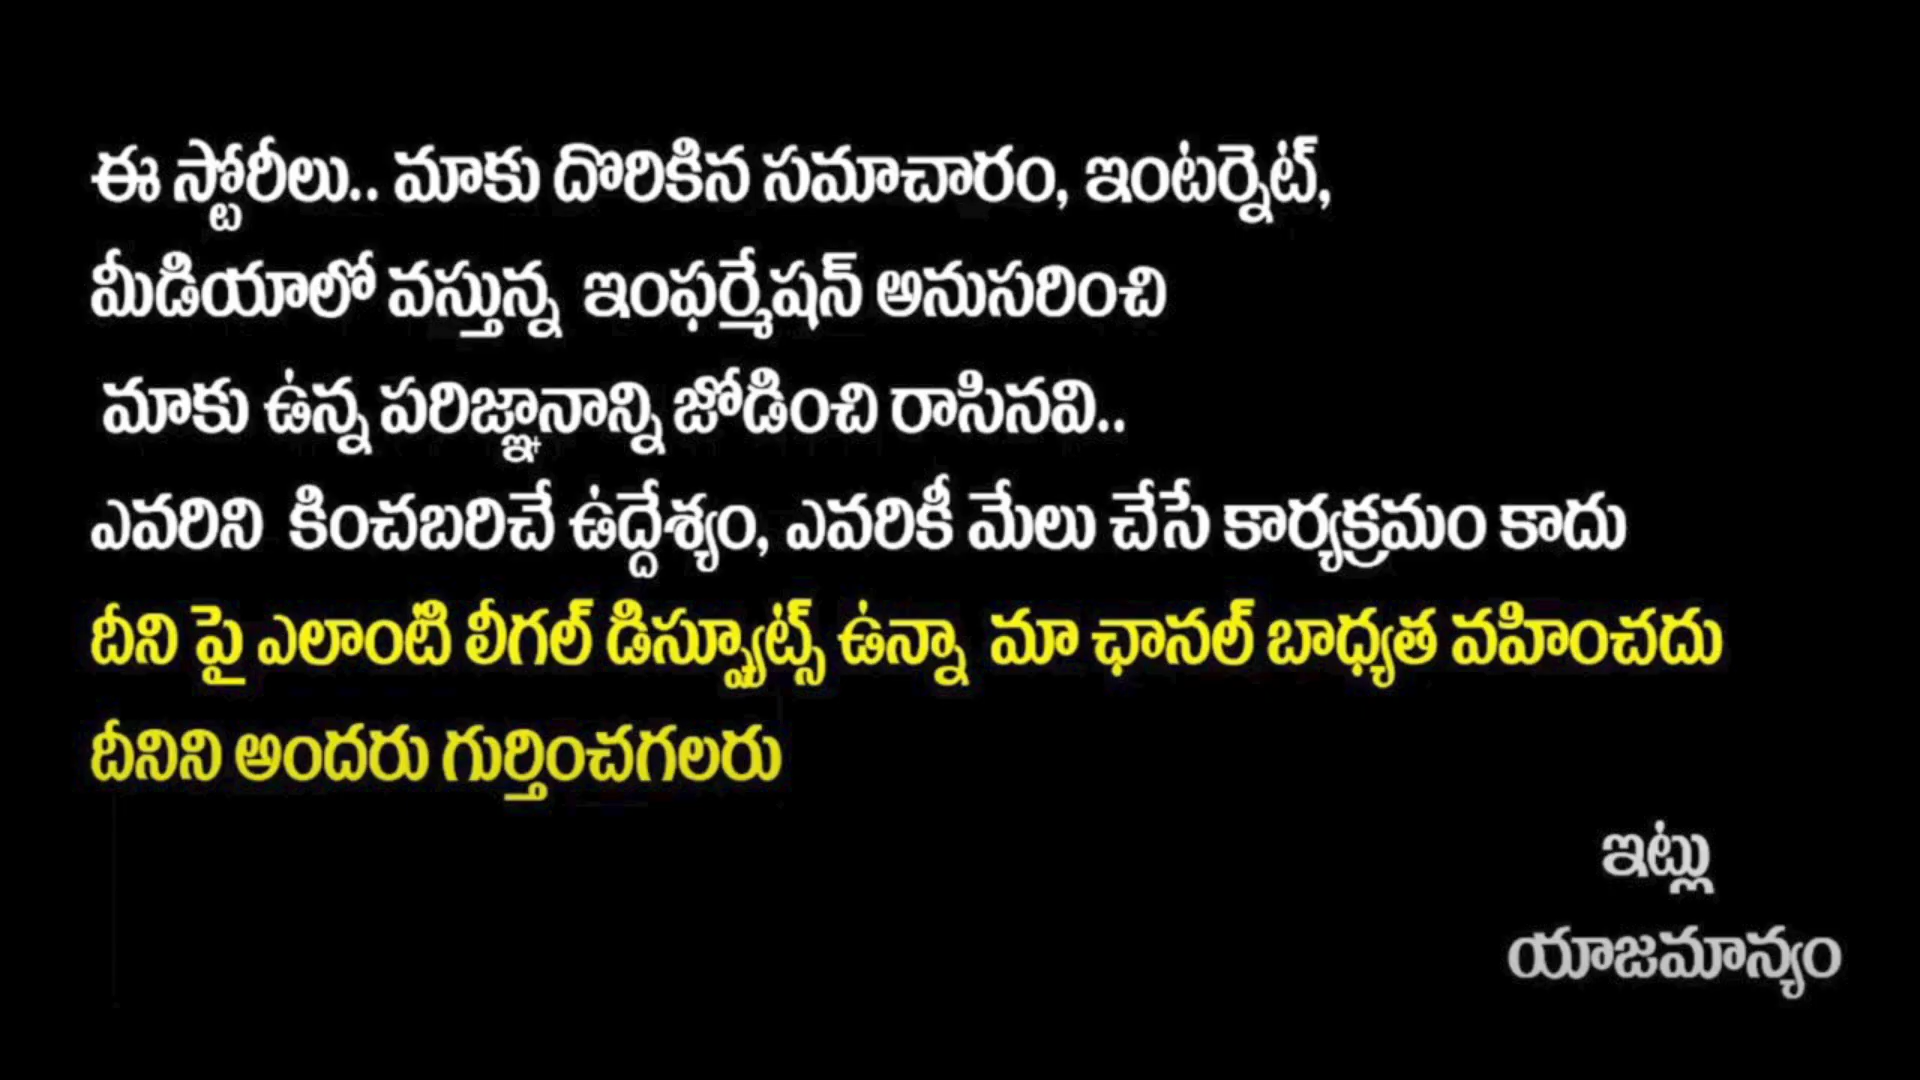 ఈ స్టోరీలు.. మాకు దొరికిన సమాచారం, ఇంటర్నెట్,
మీడియాలో వస్తున్న ఇంఫర్మేషన్ అనుసరించి
మాకు ఉన్న పరిజ్ఞానాన్ని జోడించి రాసినవి..
ఎవరిని కించబరిచే ఉద్దేశ్యం, ఎవరికీ మేలు చేసే కార్యక్రమం కాదు
దీని పై ఎలాంటి లీగల్ డిస్ప్యూట్స్ ఉన్నా మా ఛానల్ బాధ్యత వహించదు
దీనిని అందరు గుర్తించగలరు
ఇట్లు
యాజమాన్యం